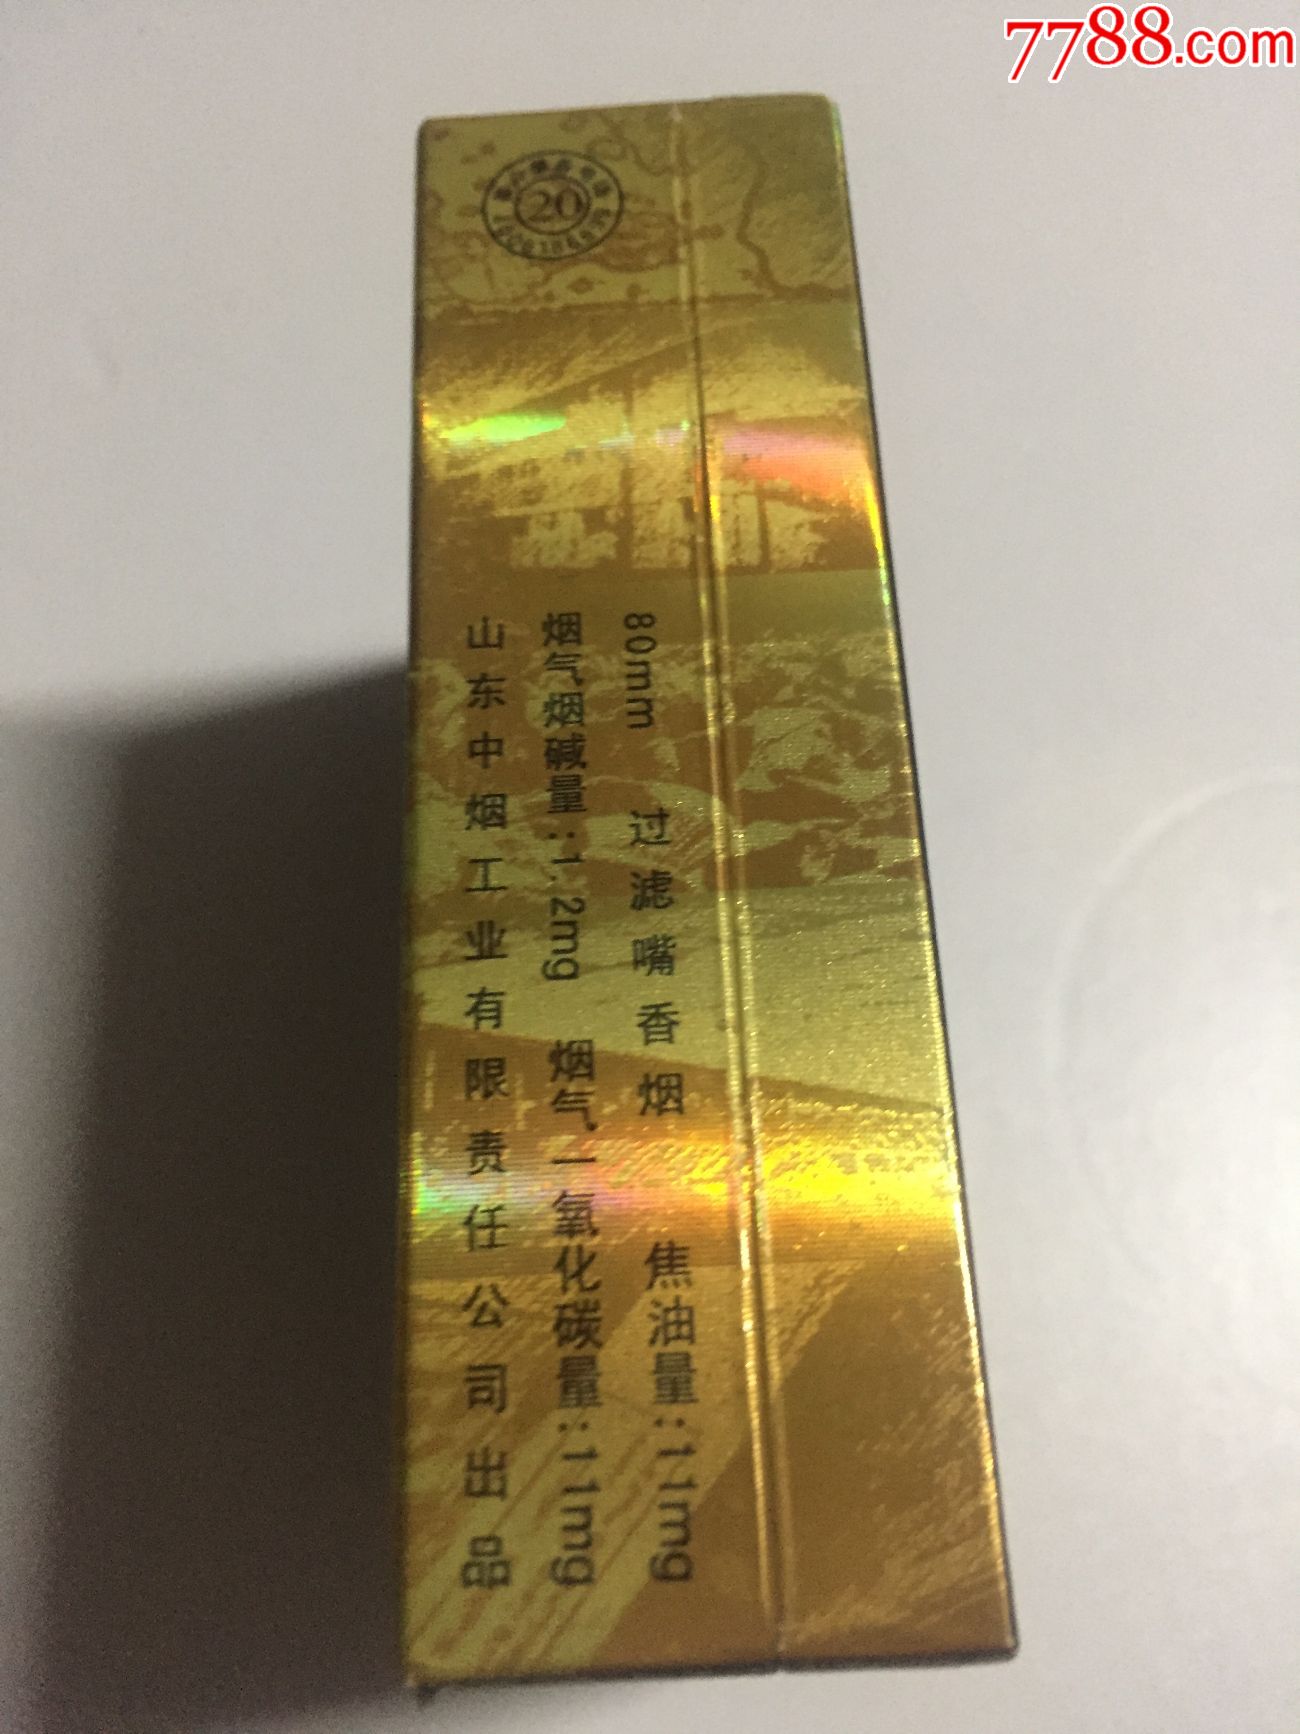 7788.com
20
80mm 过滤嘴香烟 焦油量:11mg
烟气烟碱量:1.2mg 烟气一氧化碳量:11mg
山东中烟工业有限责任公司出品